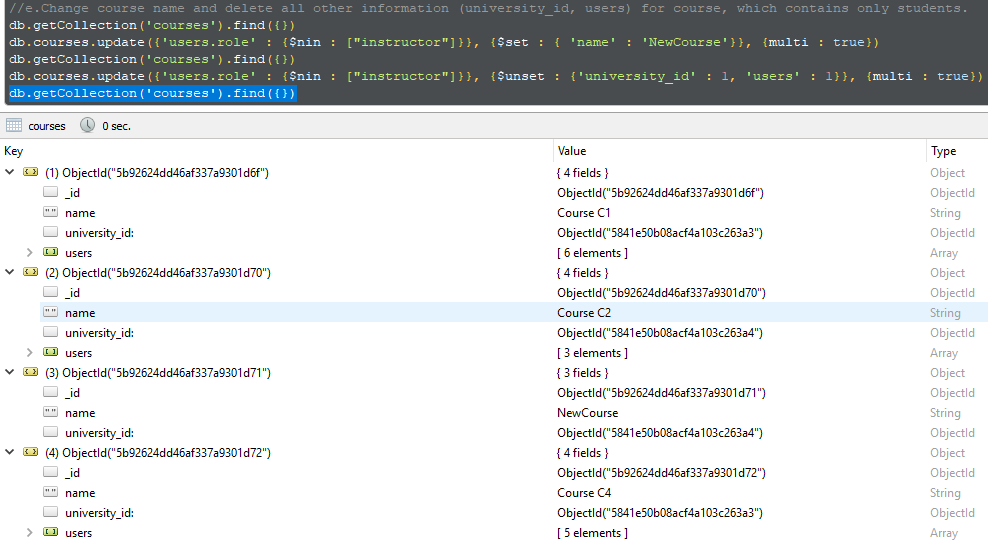 //e.Change course name and delete all other information (university_id, users) for course, which contains only students.
db.getCollection('courses').find({})
db.courses.update({'users.role' : {$nin : ["instructor"]}}, {$set : { 'name' : 'NewCourse'}}, {multi : true})
db.getCollection('courses').find({})
db.courses.update({'users.role' : {$nin : ["instructor"]}}, {$unset : {'university_id' : 1, 'users' : 1}}, {multi : true})
db.getCollection('courses').find({})
courses 0 sec.
Key Value Type
(1) ObjectId("5b92624dd46af337a9301d6f") { 4 fields } Object
_id ObjectId("5b92624dd46af337a9301d6f") ObjectId
name Course C1 String
university_id: ObjectId("5841e50b08acf4a103c263a3") ObjectId
users [ 6 elements ] Array
(2) ObjectId("5b92624dd46af337a9301d70") { 4 fields } Object
_id ObjectId("5b92624dd46af337a9301d70") ObjectId
name Course C2 String
university_id: ObjectId("5841e50b08acf4a103c263a4") ObjectId
users [ 3 elements ] Array
(3) ObjectId("5b92624dd46af337a9301d71") { 3 fields } Object
_id ObjectId("5b92624dd46af337a9301d71") ObjectId
name NewCourse String
university_id: ObjectId("5841e50b08acf4a103c263a4") ObjectId
(4) ObjectId("5b92624dd46af337a9301d72") { 4 fields } Object
_id ObjectId("5b92624dd46af337a9301d72") ObjectId
name Course C4 String
university_id: ObjectId("5841e50b08acf4a103c263a3") ObjectId
users [ 5 elements ] Array